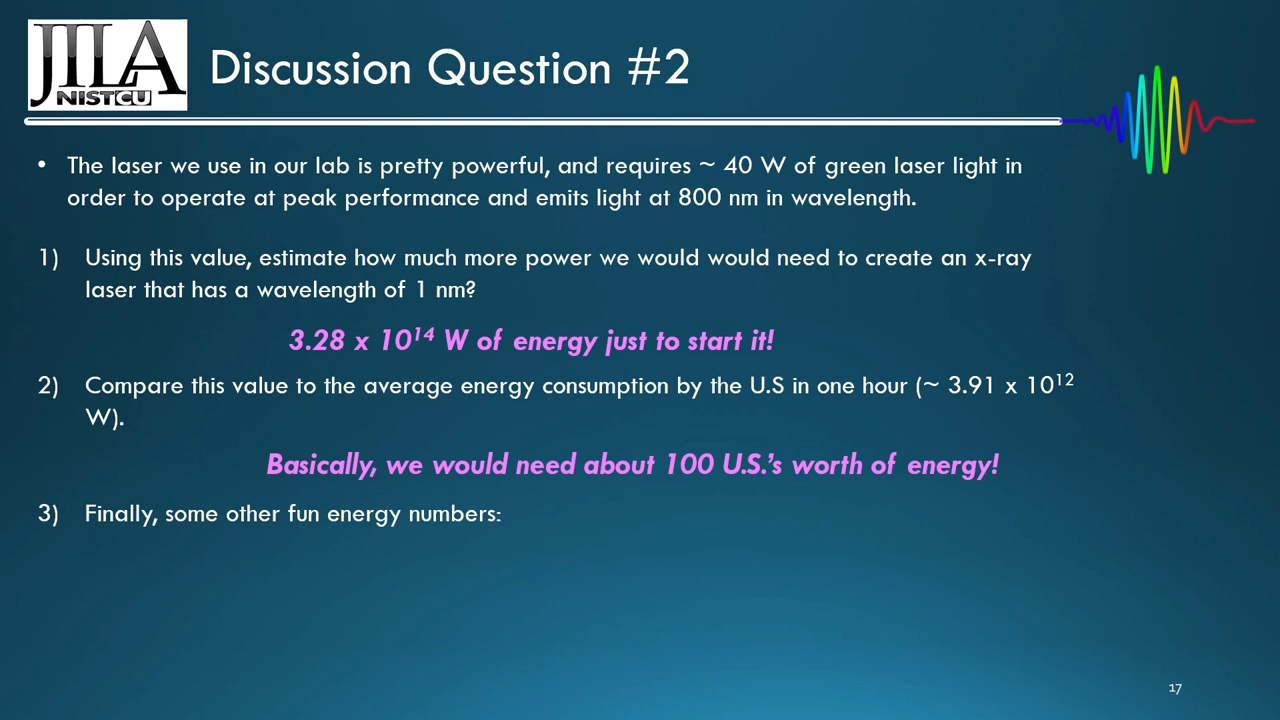 JILA
NIST CU
Discussion Question #2
• The laser we use in our lab is pretty powerful, and requires ~ 40 W of green laser light in
order to operate at peak performance and emits light at 800 nm in wavelength.
1) Using this value, estimate how much more power we would would need to create an x-ray
laser that has a wavelength of 1 nm?
3.28 x 10¹⁴ W of energy just to start it!
2) Compare this value to the average energy consumption by the U.S in one hour (~ 3.91 x 10¹²
W).
Basically, we would need about 100 U.S.'s worth of energy!
3) Finally, some other fun energy numbers:
17